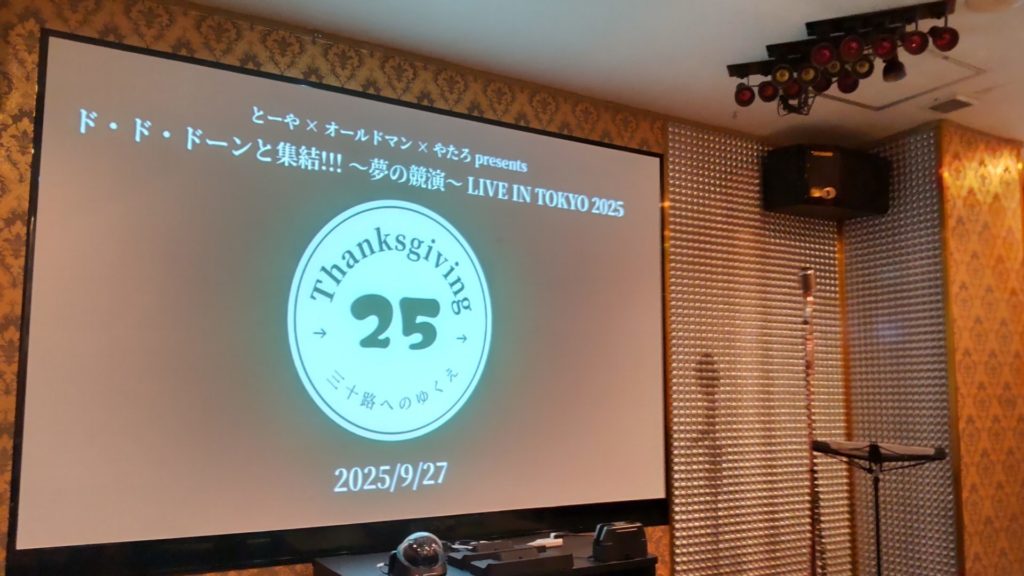 とーや × オールドマン × やたろ presents
ド・ド・ドーンと集結!!! ～夢の競演～ LIVE IN TOKYO 2025
Thanksgiving
25
三十路へのゆくえ
2025/9/27